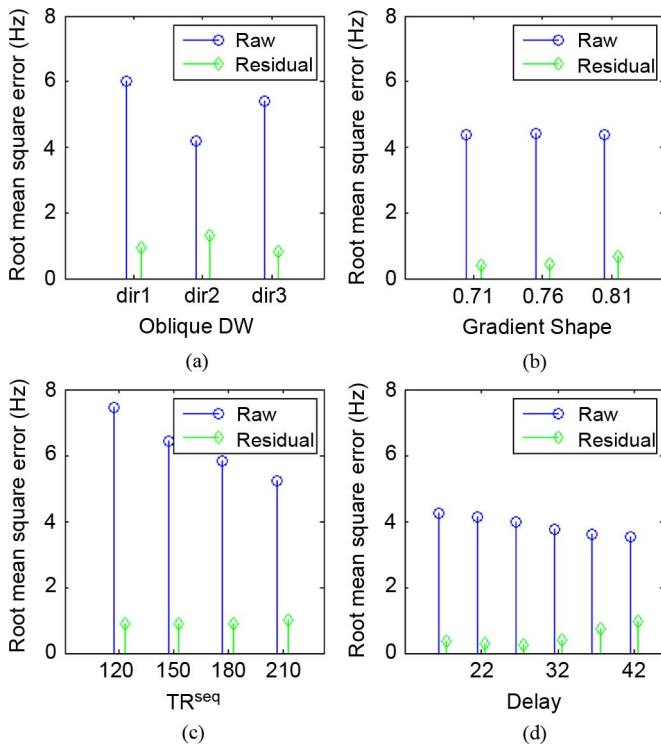 Root mean square error (Hz)
8
6
4
2
0
Raw
Residual
dir1 dir2 dir3
Oblique DW
(a)
Root mean square error (Hz)
8
6
4
2
0
Raw
Residual
0.71 0.76 0.81
Gradient Shape
(b)
Root mean square error (Hz)
8
6
4
2
0
Raw
Residual
120 150 180 210
TRseq
(c)
Root mean square error (Hz)
8
6
4
2
0
Raw
Residual
22 32 42
Delay
(d)